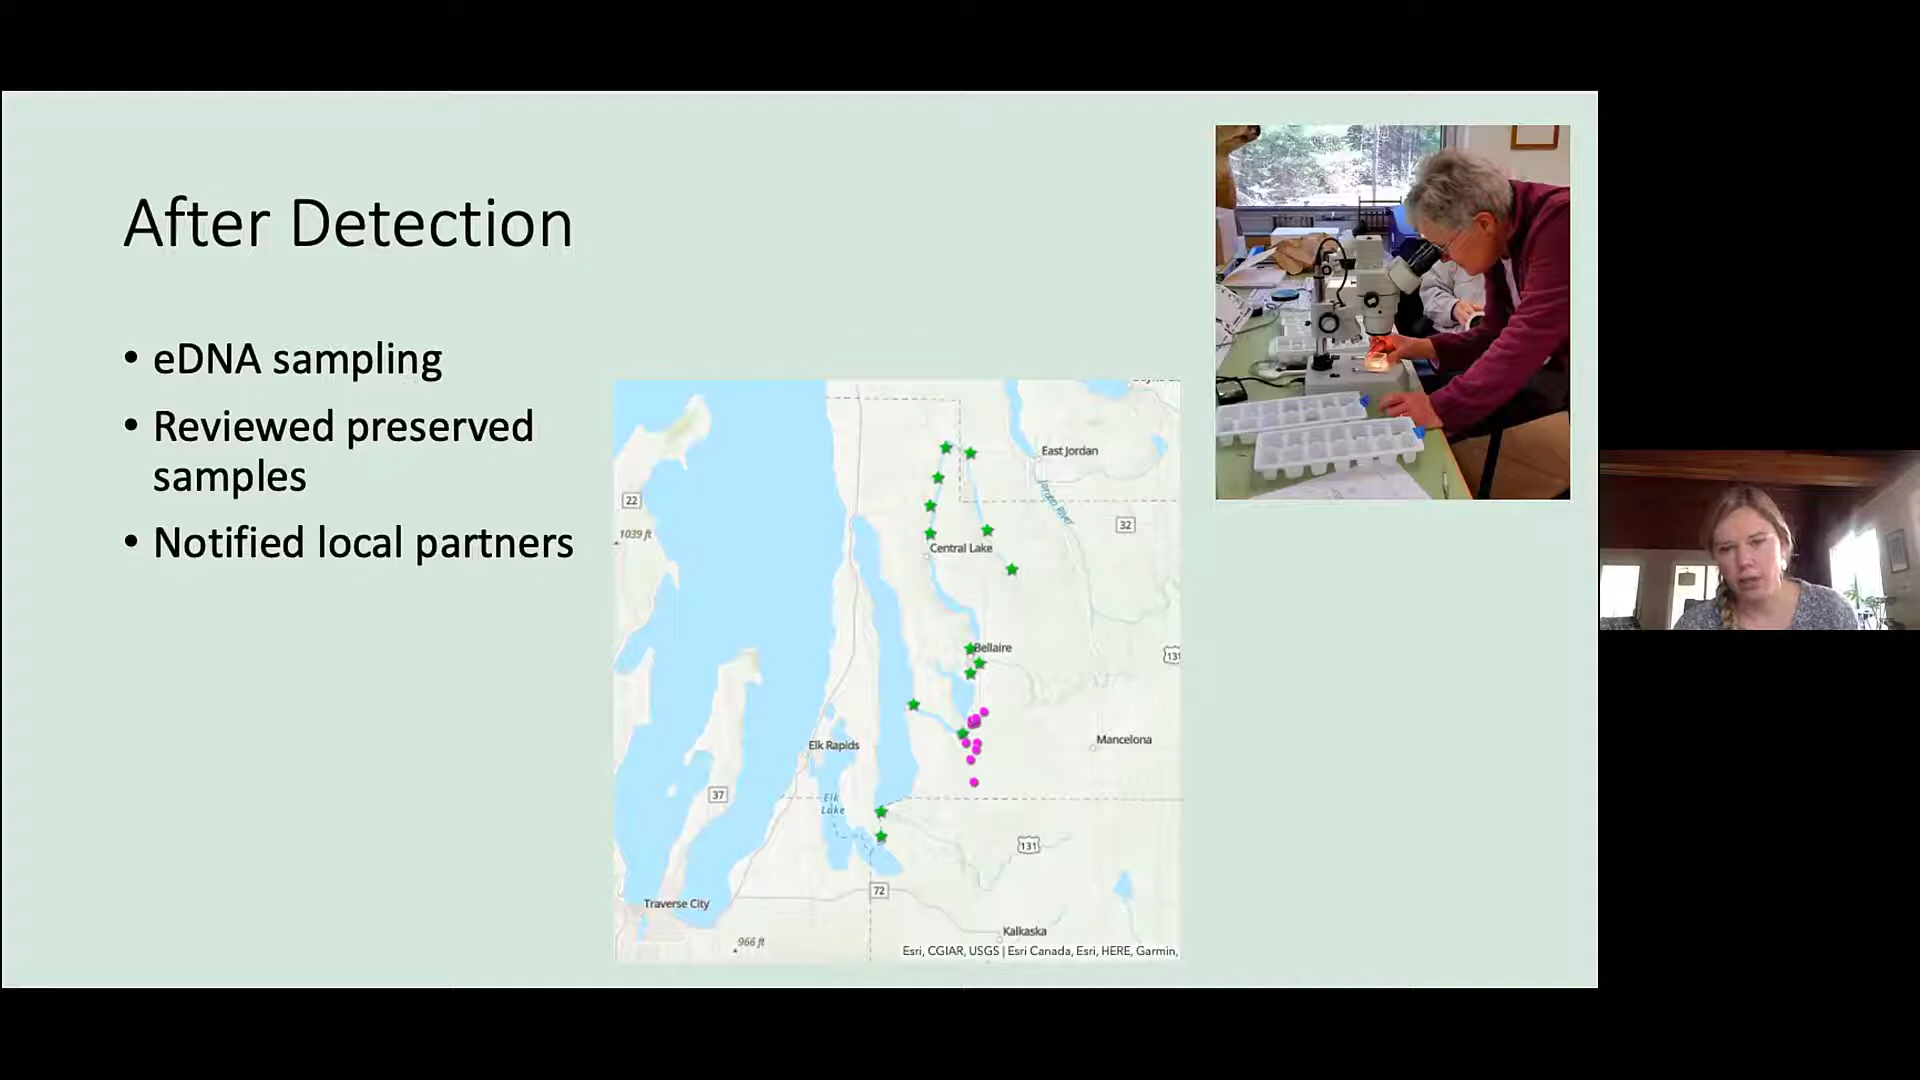 After Detection
• eDNA sampling
• Reviewed preserved
samples
• Notified local partners
East Jordan
Jordan River
22
32
1039 ft
Central Lake
Bellaire
131
Elk Rapids
Mancelona
37
Elk
Lake
131
72
Traverse City
Kalkaska
966 ft
Esri, CGIAR, USGS | Esri Canada, Esri, HERE, Garmin,